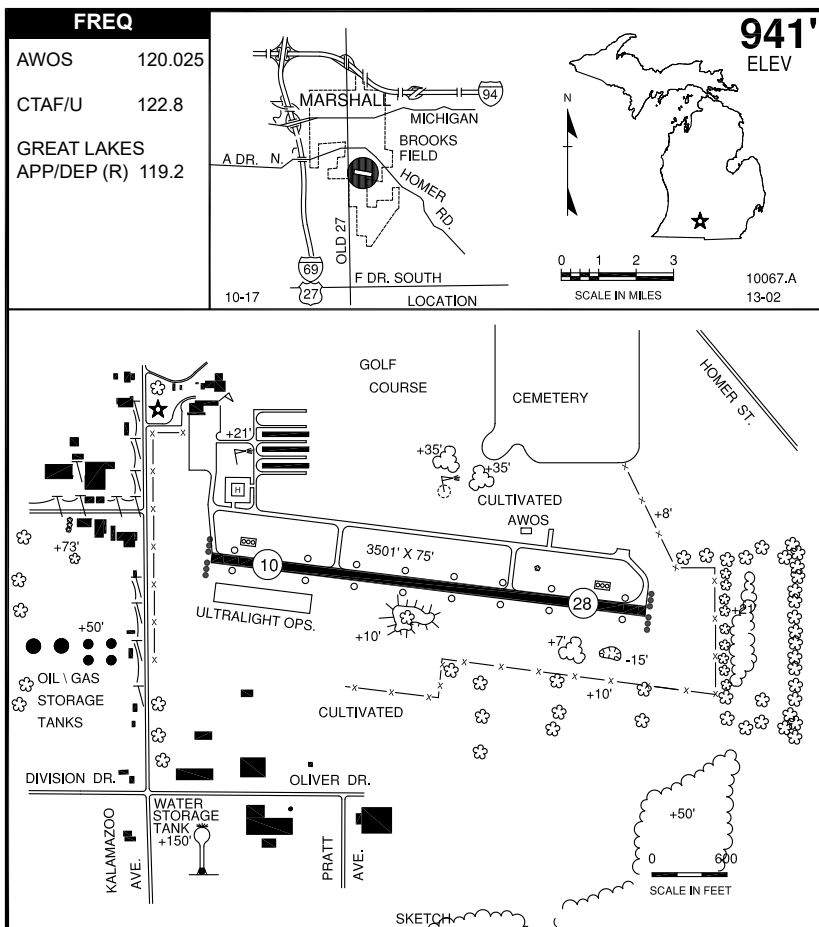 FREQ
AWOS 120.025
CTAF/U 122.8
GREAT LAKES
APP/DEP (R) 119.2
94
MARSHALL
MICHIGAN
BROOKS
FIELD
A DR. N.
HOMER
RD.
OLD 27
69
27
F DR. SOUTH
10-17
LOCATION
941'
ELEV
N
0 1 2 3
SCALE IN MILES
10067.A
13-02
GOLF
COURSE
CEMETERY
HOMER ST.
+21'
+35'
+35'
H
CULTIVATED
AWOS
+8'
3501' X 75'
10
28
+73'
ULTRALIGHT OPS.
+10'
+7'
-15'
+21'
+50'
OIL \ GAS
STORAGE
TANKS
+10'
CULTIVATED
DIVISION DR.
OLIVER DR.
WATER
STORAGE
TANK
+150'
KALAMAZOO
AVE.
PRATT
AVE.
+50'
0 600
SCALE IN FEET
SKETCH